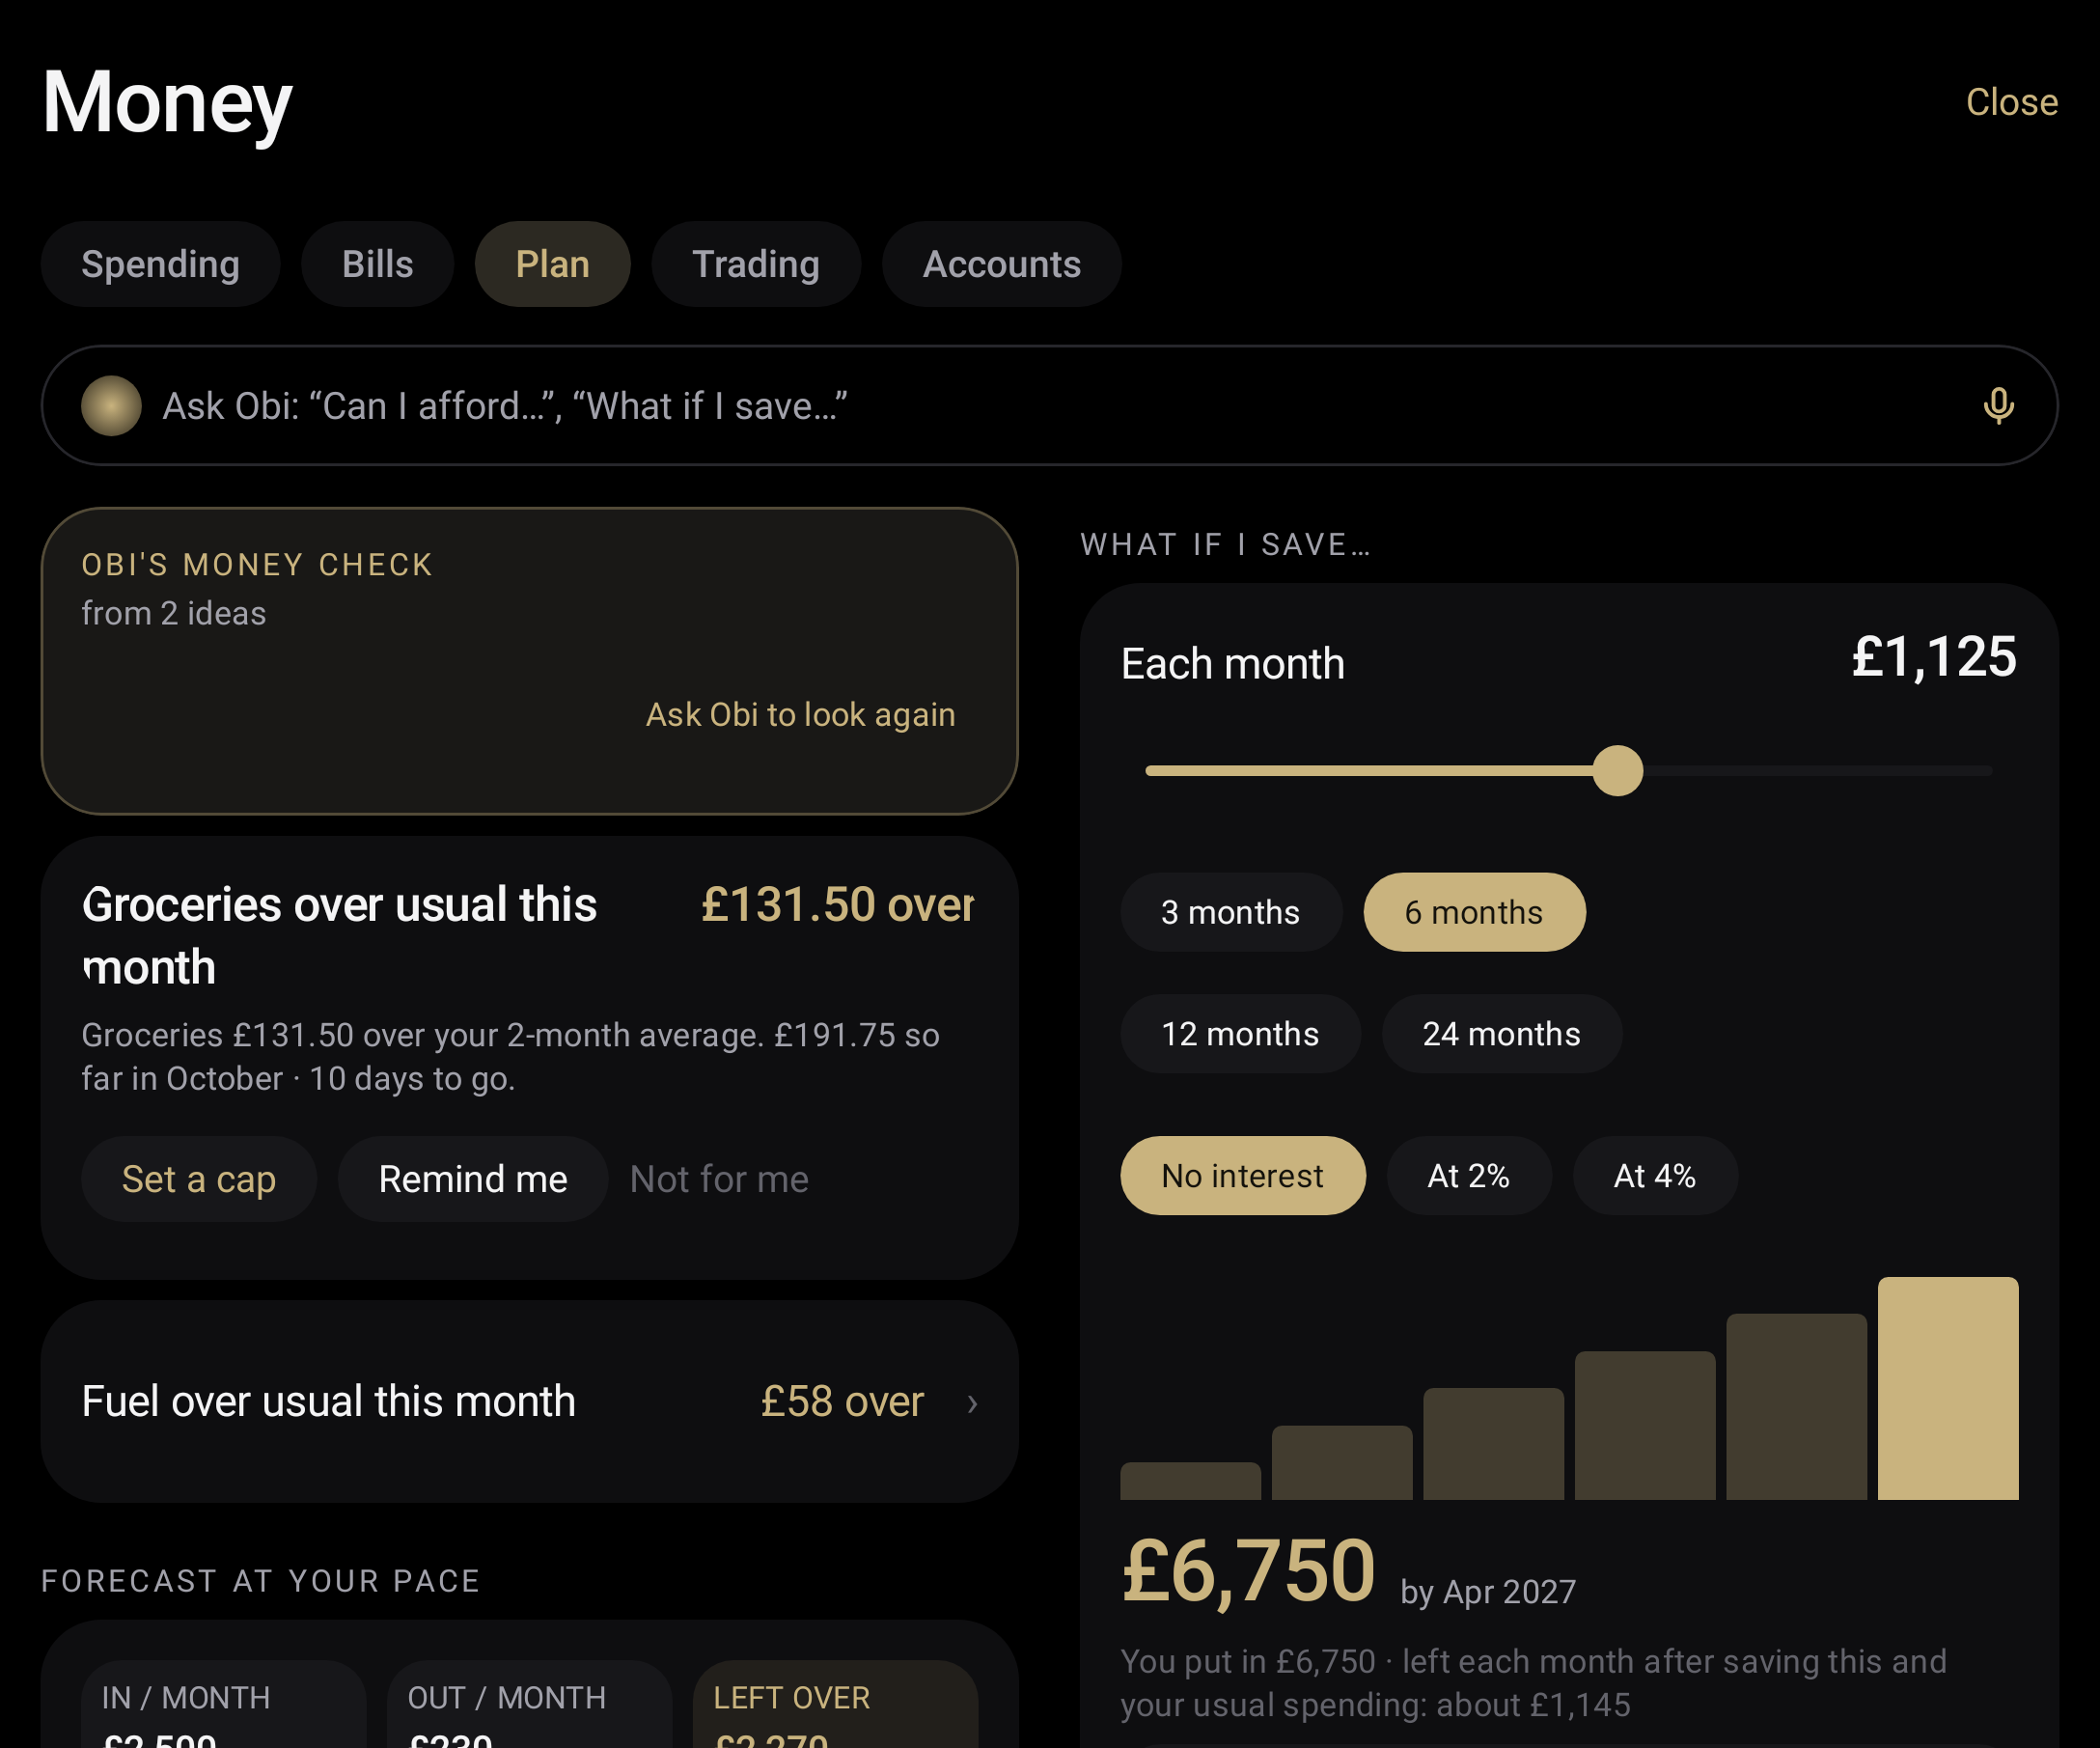 Money
Close
Spending
Bills
Plan
Trading
Accounts
Ask Obi: “Can I afford…”, “What if I save…”
OBI'S MONEY CHECK
from 2 ideas
Ask Obi to look again
Groceries over usual this
month
£131.50 over
Groceries £131.50 over your 2-month average. £191.75 so
far in October · 10 days to go.
Set a cap
Remind me
Not for me
Fuel over usual this month
£58 over
›
FORECAST AT YOUR PACE
IN / MONTH
OUT / MONTH
LEFT OVER
WHAT IF I SAVE…
Each month
£1,125
3 months
6 months
12 months
24 months
No interest
At 2%
At 4%
£6,750
by Apr 2027
You put in £6,750 · left each month after saving this and
your usual spending: about £1,145